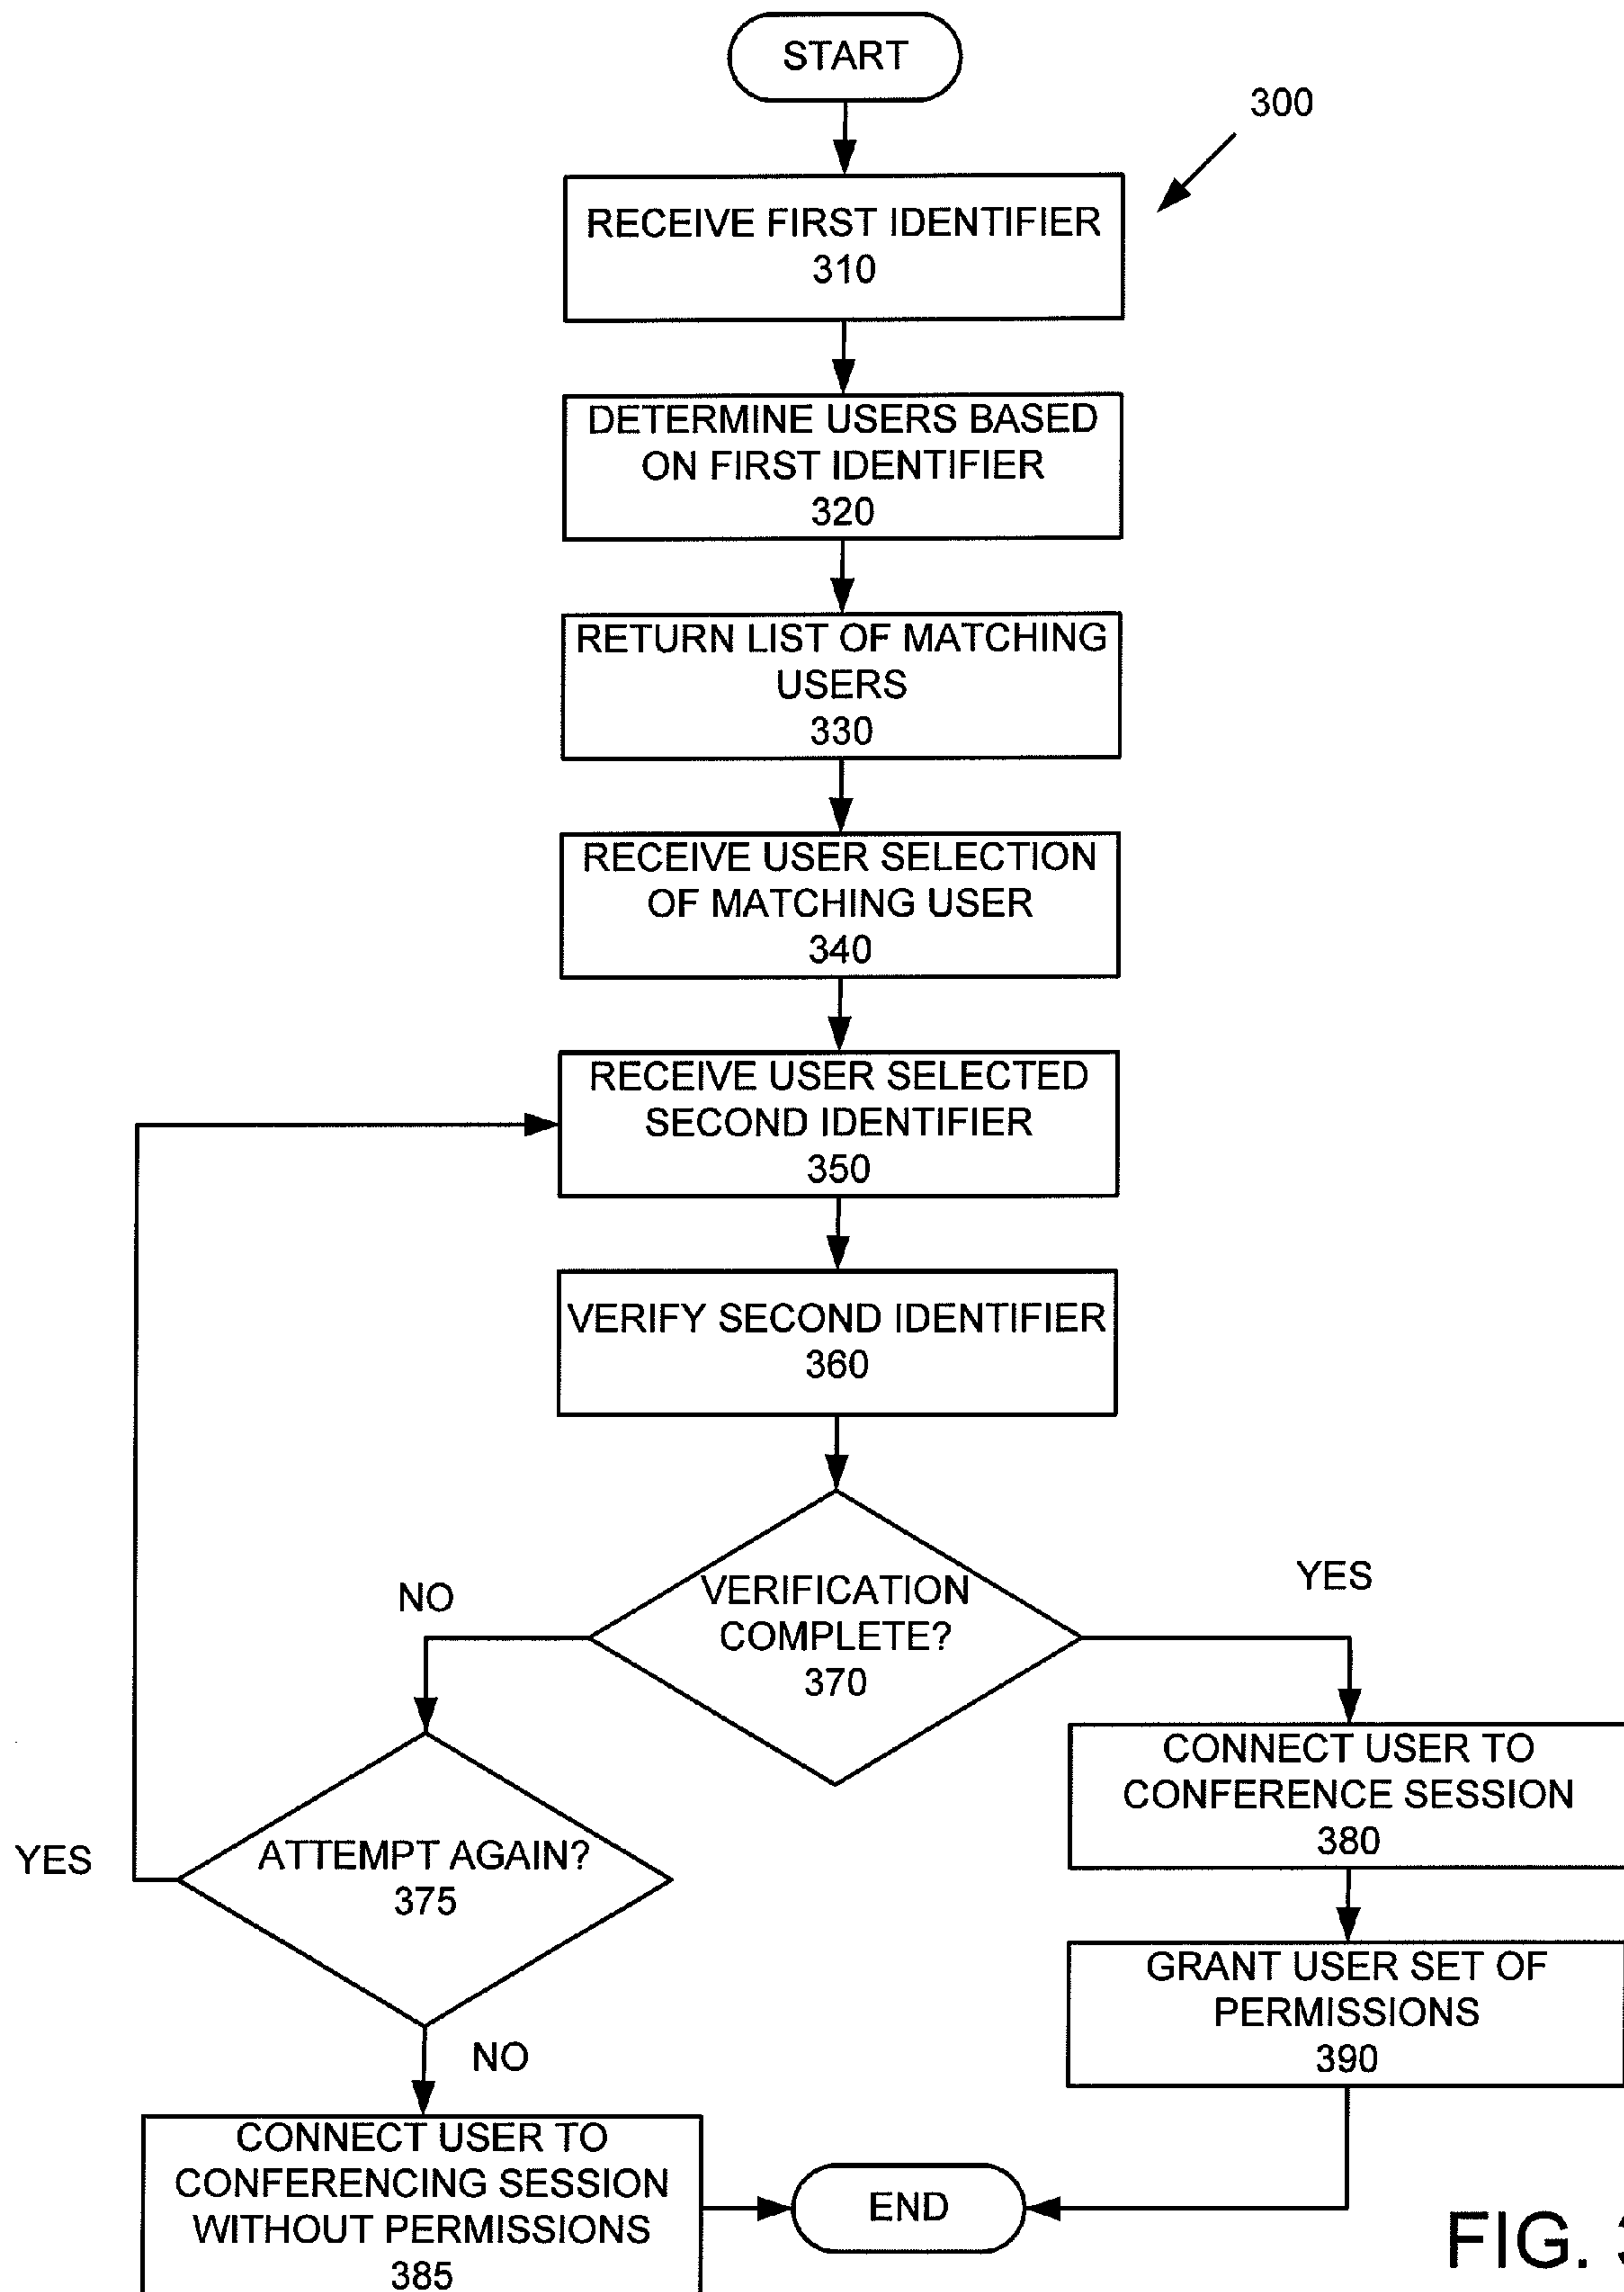 START
300
RECEIVE FIRST IDENTIFIER
310
DETERMINE USERS BASED
ON FIRST IDENTIFIER
320
RETURN LIST OF MATCHING
USERS
330
RECEIVE USER SELECTION
OF MATCHING USER
340
RECEIVE USER SELECTED
SECOND IDENTIFIER
350
VERIFY SECOND IDENTIFIER
360
VERIFICATION
COMPLETE?
370
NO
YES
ATTEMPT AGAIN?
375
YES
NO
CONNECT USER TO
CONFERENCE SESSION
380
GRANT USER SET OF
PERMISSIONS
390
CONNECT USER TO
CONFERENCING SESSION
WITHOUT PERMISSIONS
385
END
FIG. 3